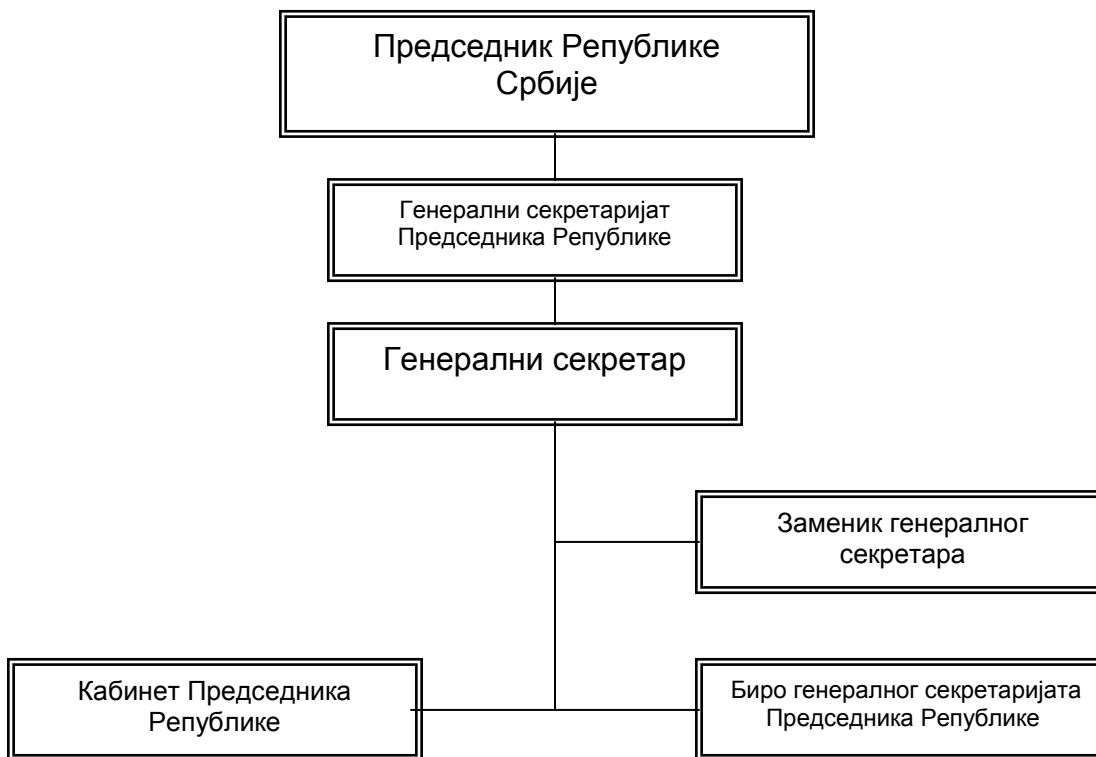 Председник Републике
Србије
Генерални секретаријат
Председника Републике
Генерални секретар
Заменик генералног
секретара
Кабинет Председника
Републике
Биро генералног секретаријата
Председника Републике